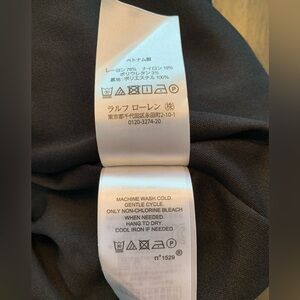 ベトナム製
レーヨン 78% ナイロン 19%
ポリウレタン 3%
裏地: ポリエステル 100%
ラルフ ローレン (株)
東京都千代田区永田町2-10-1
0120-3274-20
MACHINE WASH COLD.
GENTLE CYCLE.
ONLY NON-CHLORINE BLEACH
WHEN NEEDED.
HANG TO DRY.
COOL IRON IF NEEDED.
n°1529®